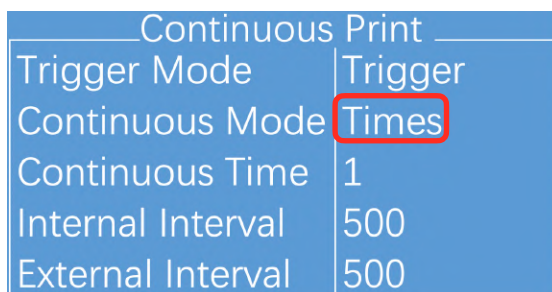 Continuous Print
Trigger Mode Trigger
Continuous Mode Times
Continuous Time 1
Internal Interval 500
External Interval 500